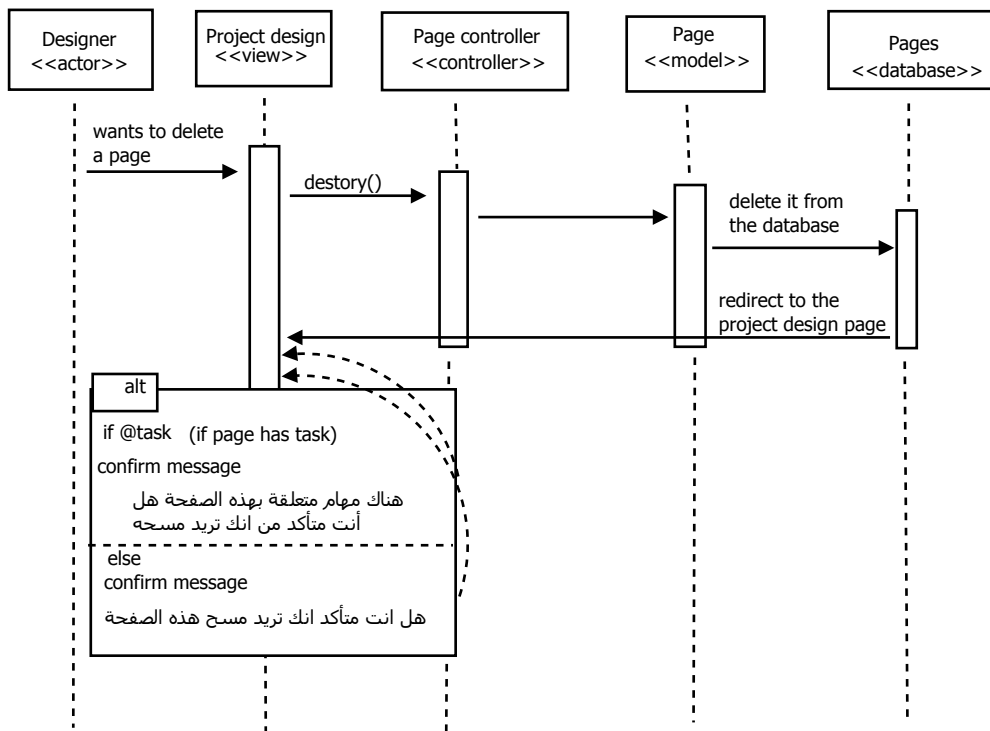 Designer
<<actor>>
Project design
<<view>>
Page controller
<<controller>>
Page
<<model>>
Pages
<<database>>
wants to delete
a page
destory()
delete it from
the database
redirect to the
project design page
alt
if @task (if page has task)
confirm message
هناك مهام متعلقة بهذه الصفحة هل
أنت متأكد من انك تريد مسحه
else
confirm message
هل انت متأكد انك تريد مسح هذه الصفحة